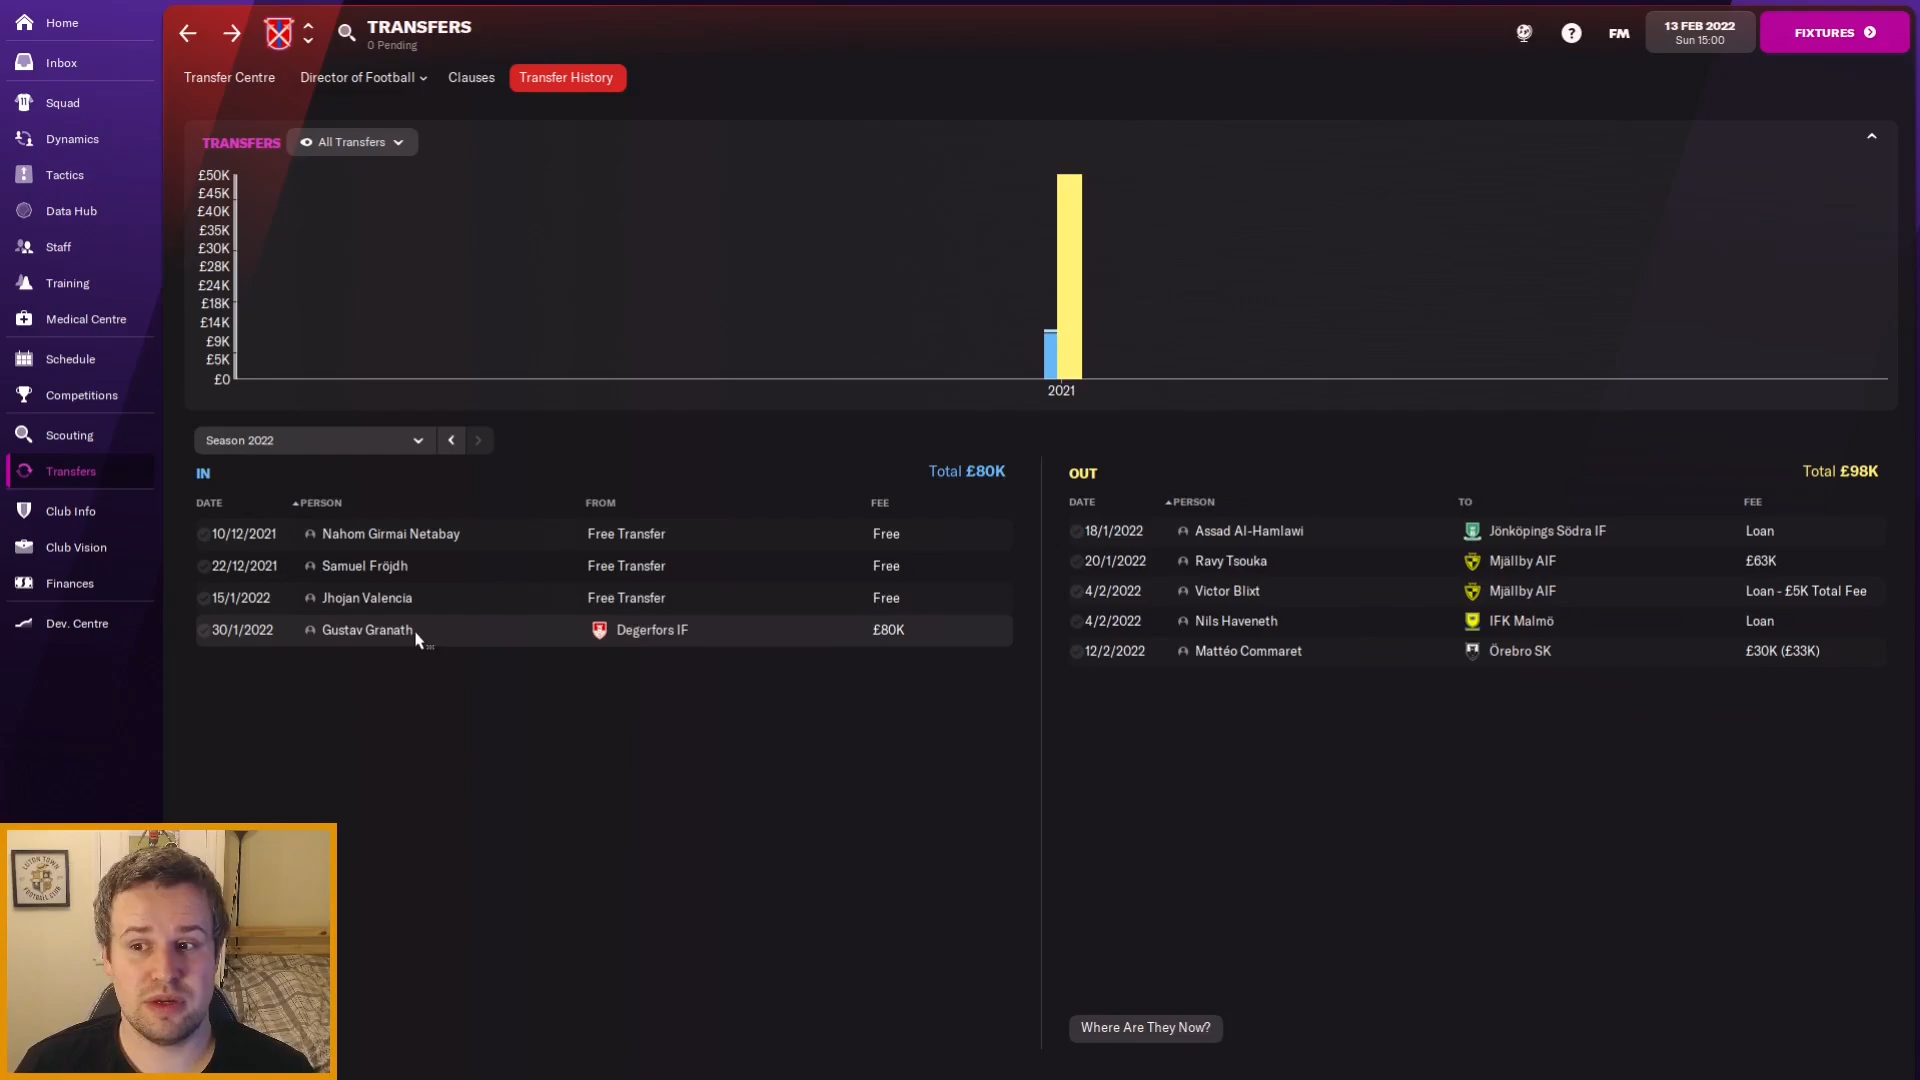 Home
Inbox
Squad
Dynamics
Tactics
Data Hub
Staff
Training
Medical Centre
Schedule
Competitions
Scouting
Transfers
Club Info
Club Vision
Finances
Dev. Centre
TRANSFERS
0 Pending
FM
13 FEB 2022
Sun 15:00
FIXTURES
Transfer Centre Director of Football Clauses Transfer History
TRANSFERS All Transfers
£50K
£45K
£40K
£35K
£30K
£28K
£24K
£18K
£14K
£9K
£5K
£0
2021
Season 2022
IN Total £80K
DATE PERSON FROM FEE
10/12/2021 Nahom Girmai Netabay Free Transfer Free
22/12/2021 Samuel Fröjdh Free Transfer Free
15/1/2022 Jhojan Valencia Free Transfer Free
30/1/2022 Gustav Granath Degerfors IF £80K
OUT Total £98K
DATE PERSON TO FEE
18/1/2022 Assad Al-Hamlawi Jönköpings Södra IF Loan
20/1/2022 Ravy Tsouka Mjällby AIF £63K
4/2/2022 Victor Blixt Mjällby AIF Loan - £5K Total Fee
4/2/2022 Nils Haveneth IFK Malmö Loan
12/2/2022 Mattéo Commaret Örebro SK £30K (£33K)
Where Are They Now?
LUTON TOWN
FOOTBALL CLUB